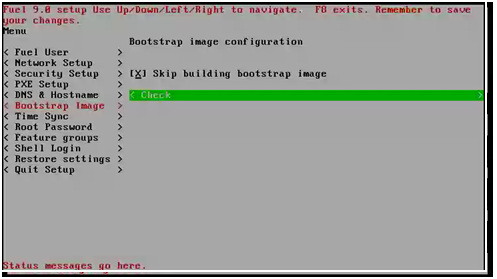 Fuel 9.0 setup Use Up/Down/Left/Right to navigate.  F8 exits. Remember to save
your changes.
Menu
Bootstrap image configuration
< Fuel User >
< Network Setup >
< Security Setup > [X] Skip building bootstrap image
< PXE Setup >
< DNS & Hostname > < Check >
< Bootstrap Image >
< Time Sync >
< Root Password >
< Feature groups >
< Shell Login >
< Restore settings >
< Quit Setup >
Status messages go here.